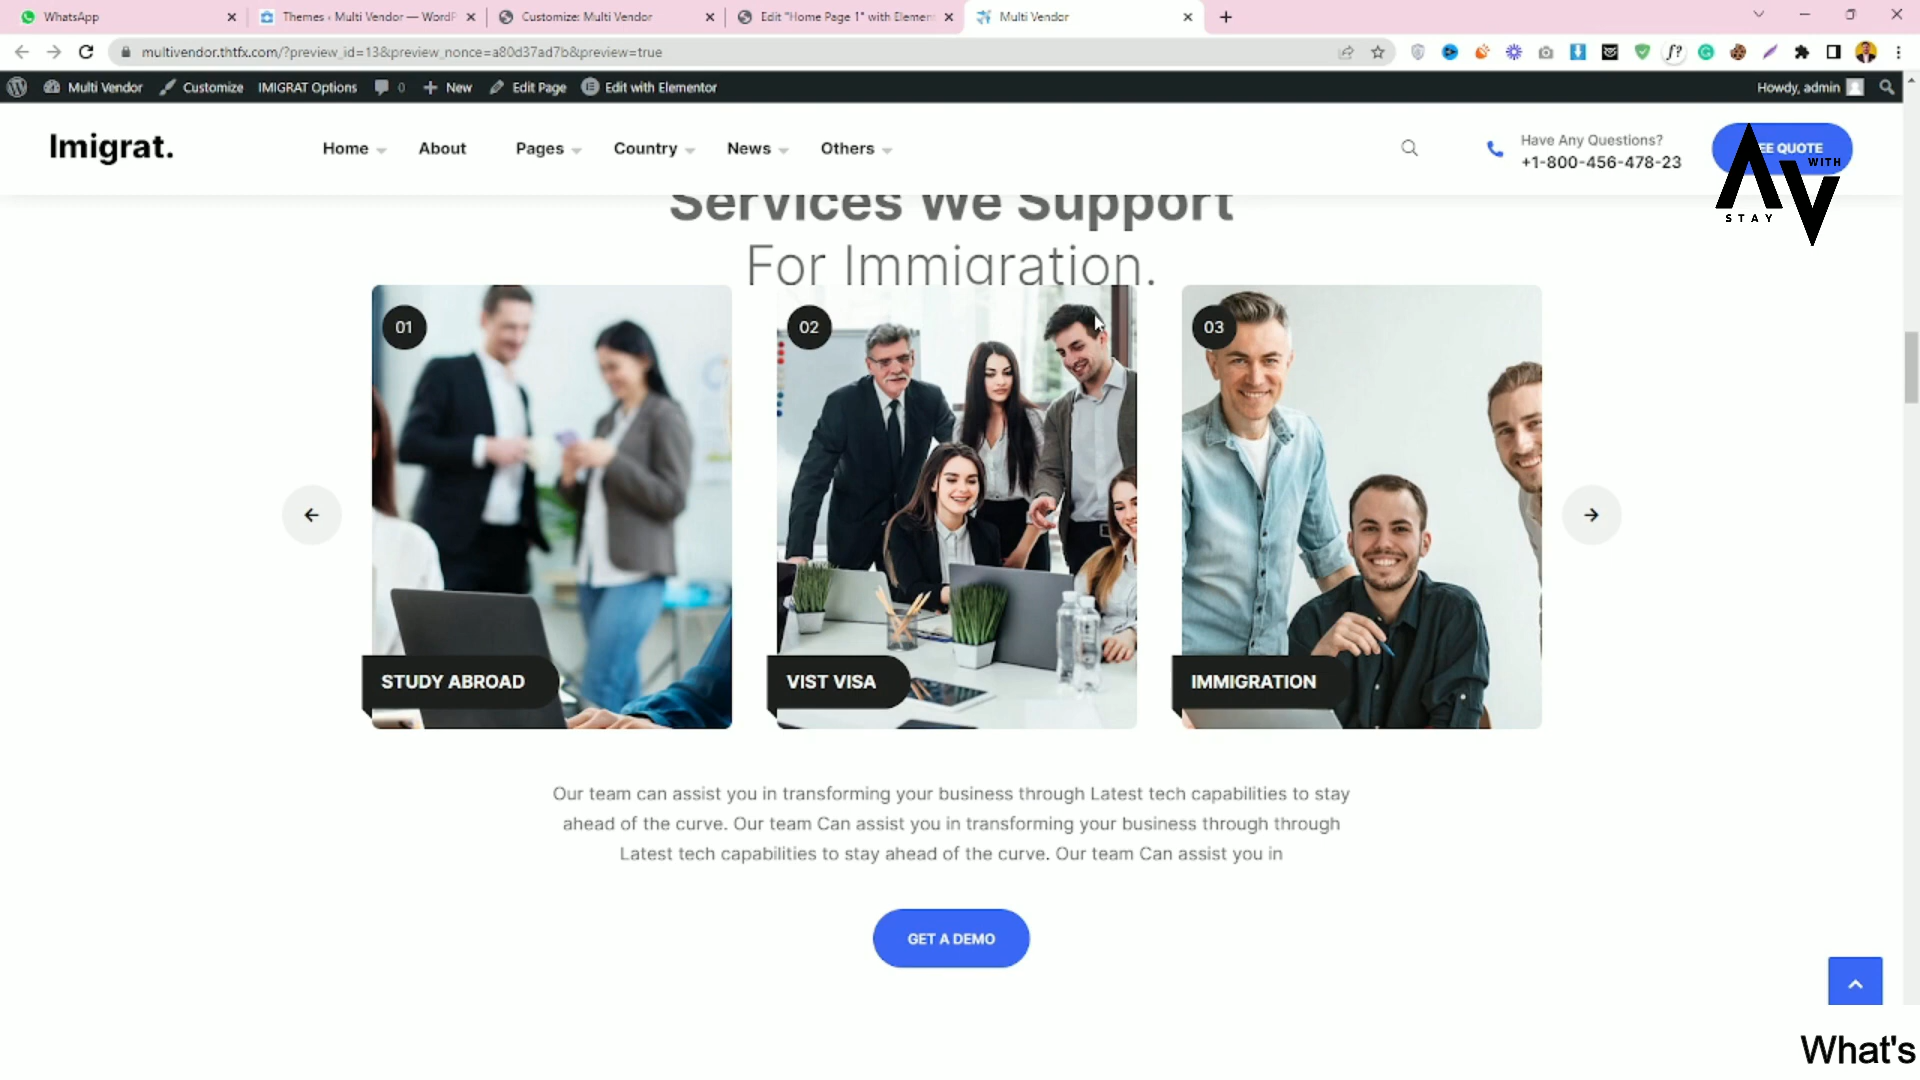 WhatsApp
Themes ‹ Multi Vendor — WordP
Customize: Multi Vendor
Edit "Home Page 1" with Elemen
Multi Vendor
multivendor.thtfx.com/?preview_id=13&preview_nonce=a80d37ad7b&preview=true
Multi Vendor
Customize
IMIGRAT Options
0
New
Edit Page
Edit with Elementor
Howdy, admin
Imigrat.
Home
About
Pages
Country
News
Others
Have Any Questions?
+1-800-456-478-23
EE QUOTE
WITH
STAY
AV
Services We Support
For Immigration.
01
02
03
STUDY ABROAD
VIST VISA
IMMIGRATION
Our team can assist you in transforming your business through Latest tech capabilities to stay
ahead of the curve. Our team Can assist you in transforming your business through through
Latest tech capabilities to stay ahead of the curve. Our team Can assist you in
GET A DEMO
What's